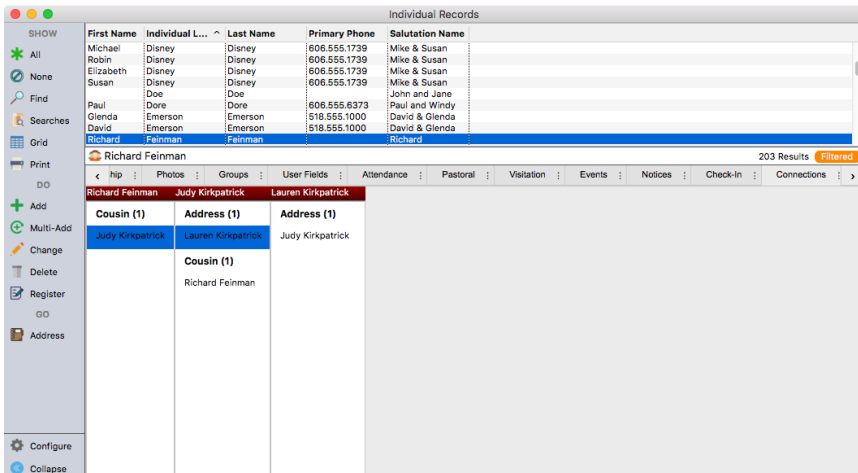 Individual Records
SHOW
All
None
Find
Searches
Grid
Print
DO
Add
Multi-Add
Change
Delete
Register
GO
Address
Configure
Collapse
First Name Individual L... ^ Last Name Primary Phone Salutation Name
Michael Disney Disney 606.555.1739 Mike & Susan
Robin Disney Disney 606.555.1739 Mike & Susan
Elizabeth Disney Disney 606.555.1739 Mike & Susan
Susan Disney Disney 606.555.1739 Mike & Susan
Doe Doe John and Jane
Paul Dore Dore 606.555.6373 Paul and Windy
Glenda Emerson Emerson 518.555.1000 David & Glenda
David Emerson Emerson 518.555.1000 David & Glenda
Richard Feinman Feinman Richard
Richard Feinman 203 Results Filtered
‹ hip Photos Groups User Fields Attendance Pastoral Visitation Events Notices Check-In Connections ›
Richard Feinman Judy Kirkpatrick Lauren Kirkpatrick
Cousin (1) Address (1) Address (1)
Judy Kirkpatrick Lauren Kirkpatrick Judy Kirkpatrick
Cousin (1)
Richard Feinman